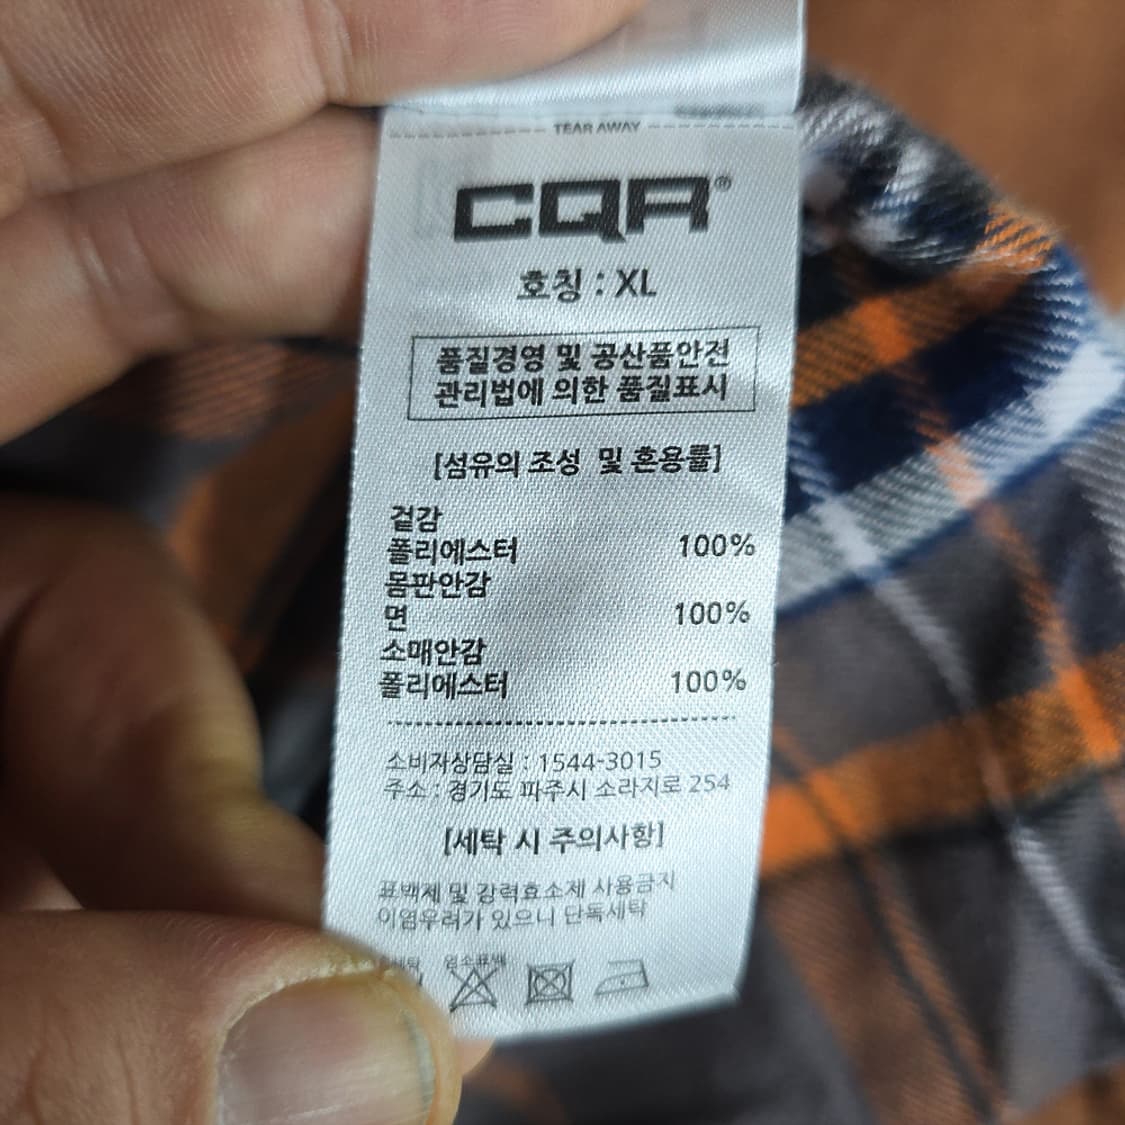 TEAR AWAY
CQR®
호칭 : XL
품질경영 및 공산품안전
관리법에 의한 품질표시
[섬유의 조성 및 혼용률]
겉감
폴리에스터 100%
몸판안감
면 100%
소매안감
폴리에스터 100%
소비자상담실 : 1544-3015
주소 : 경기도 파주시 소라지로 254
[세탁 시 주의사항]
표백제 및 강력효소제 사용금지
이염우려가 있으니 단독세탁
염소표백